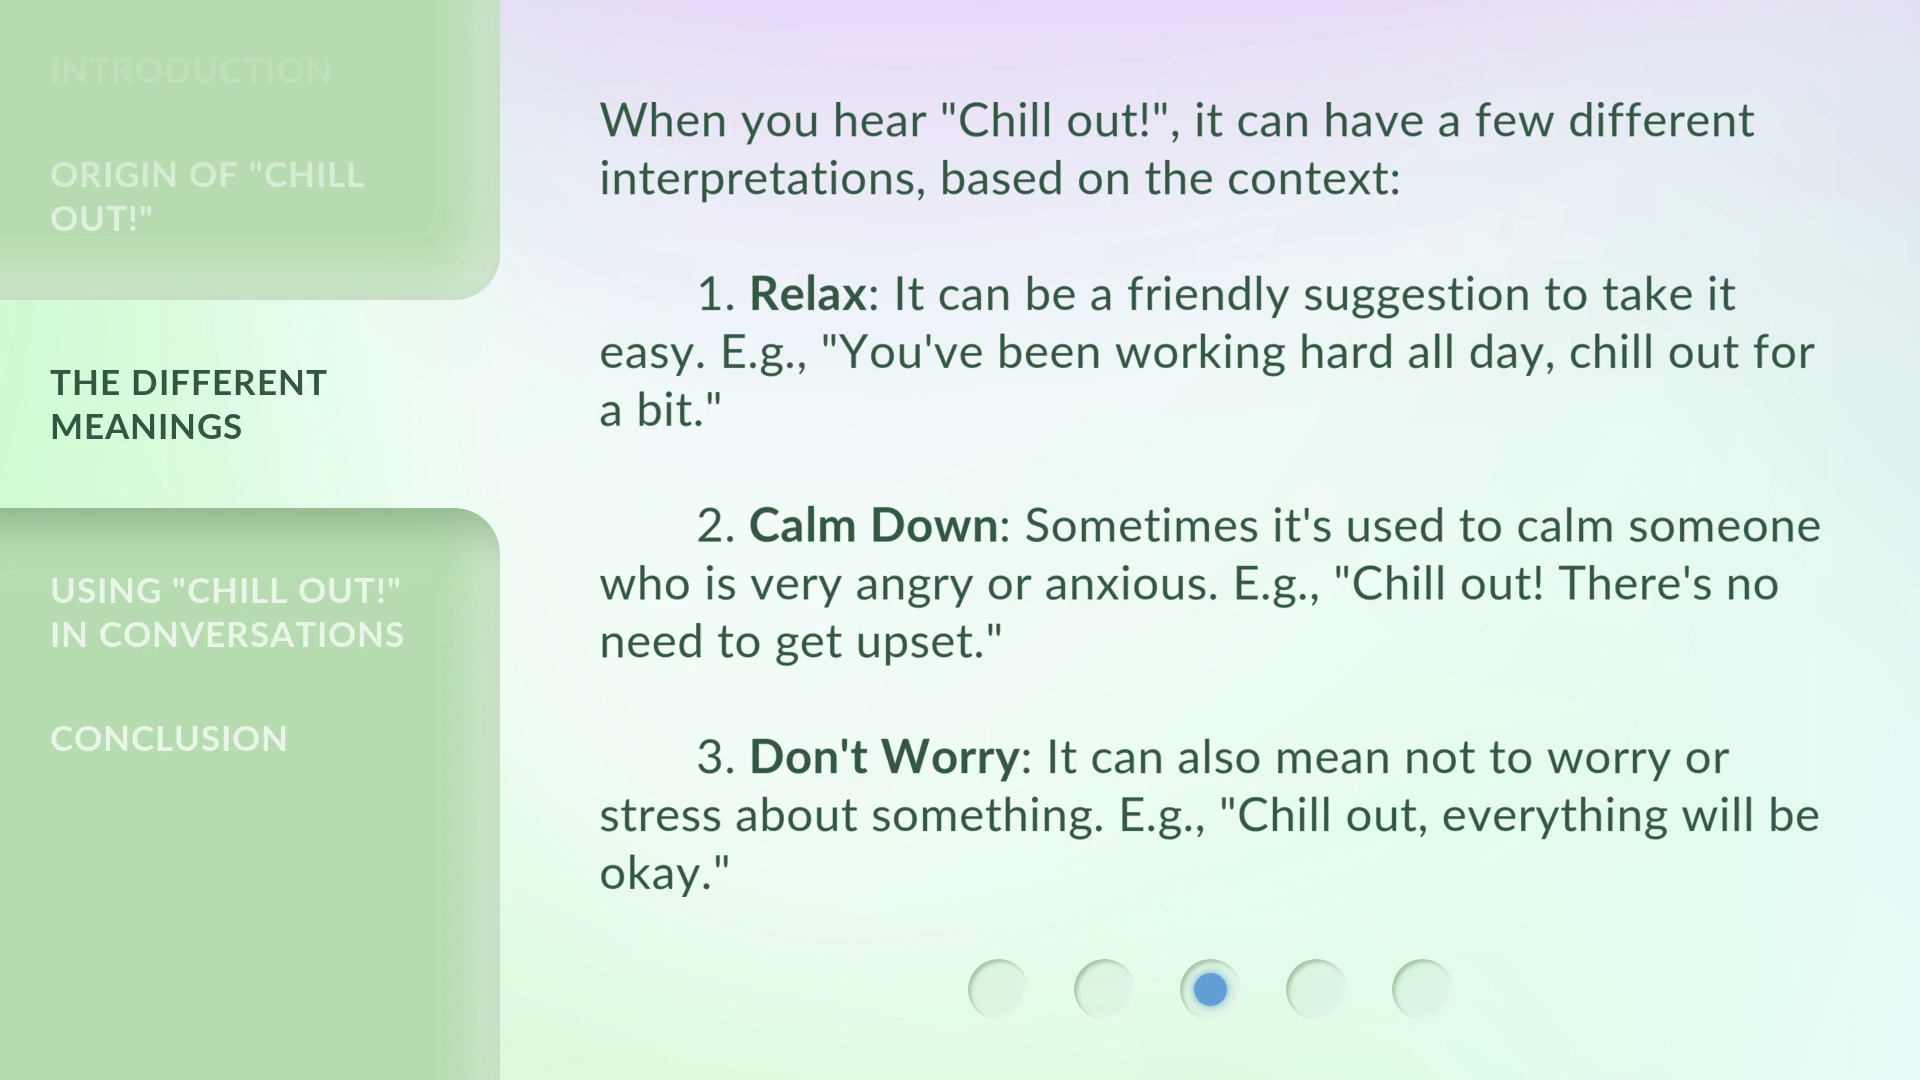 INTRODUCTION
ORIGIN OF "CHILL
OUT!"
THE DIFFERENT
MEANINGS
USING "CHILL OUT!"
IN CONVERSATIONS
CONCLUSION
When you hear "Chill out!", it can have a few different
interpretations, based on the context:
1. Relax: It can be a friendly suggestion to take it
easy. E.g., "You've been working hard all day, chill out for
a bit."
2. Calm Down: Sometimes it's used to calm someone
who is very angry or anxious. E.g., "Chill out! There's no
need to get upset."
3. Don't Worry: It can also mean not to worry or
stress about something. E.g., "Chill out, everything will be
okay."